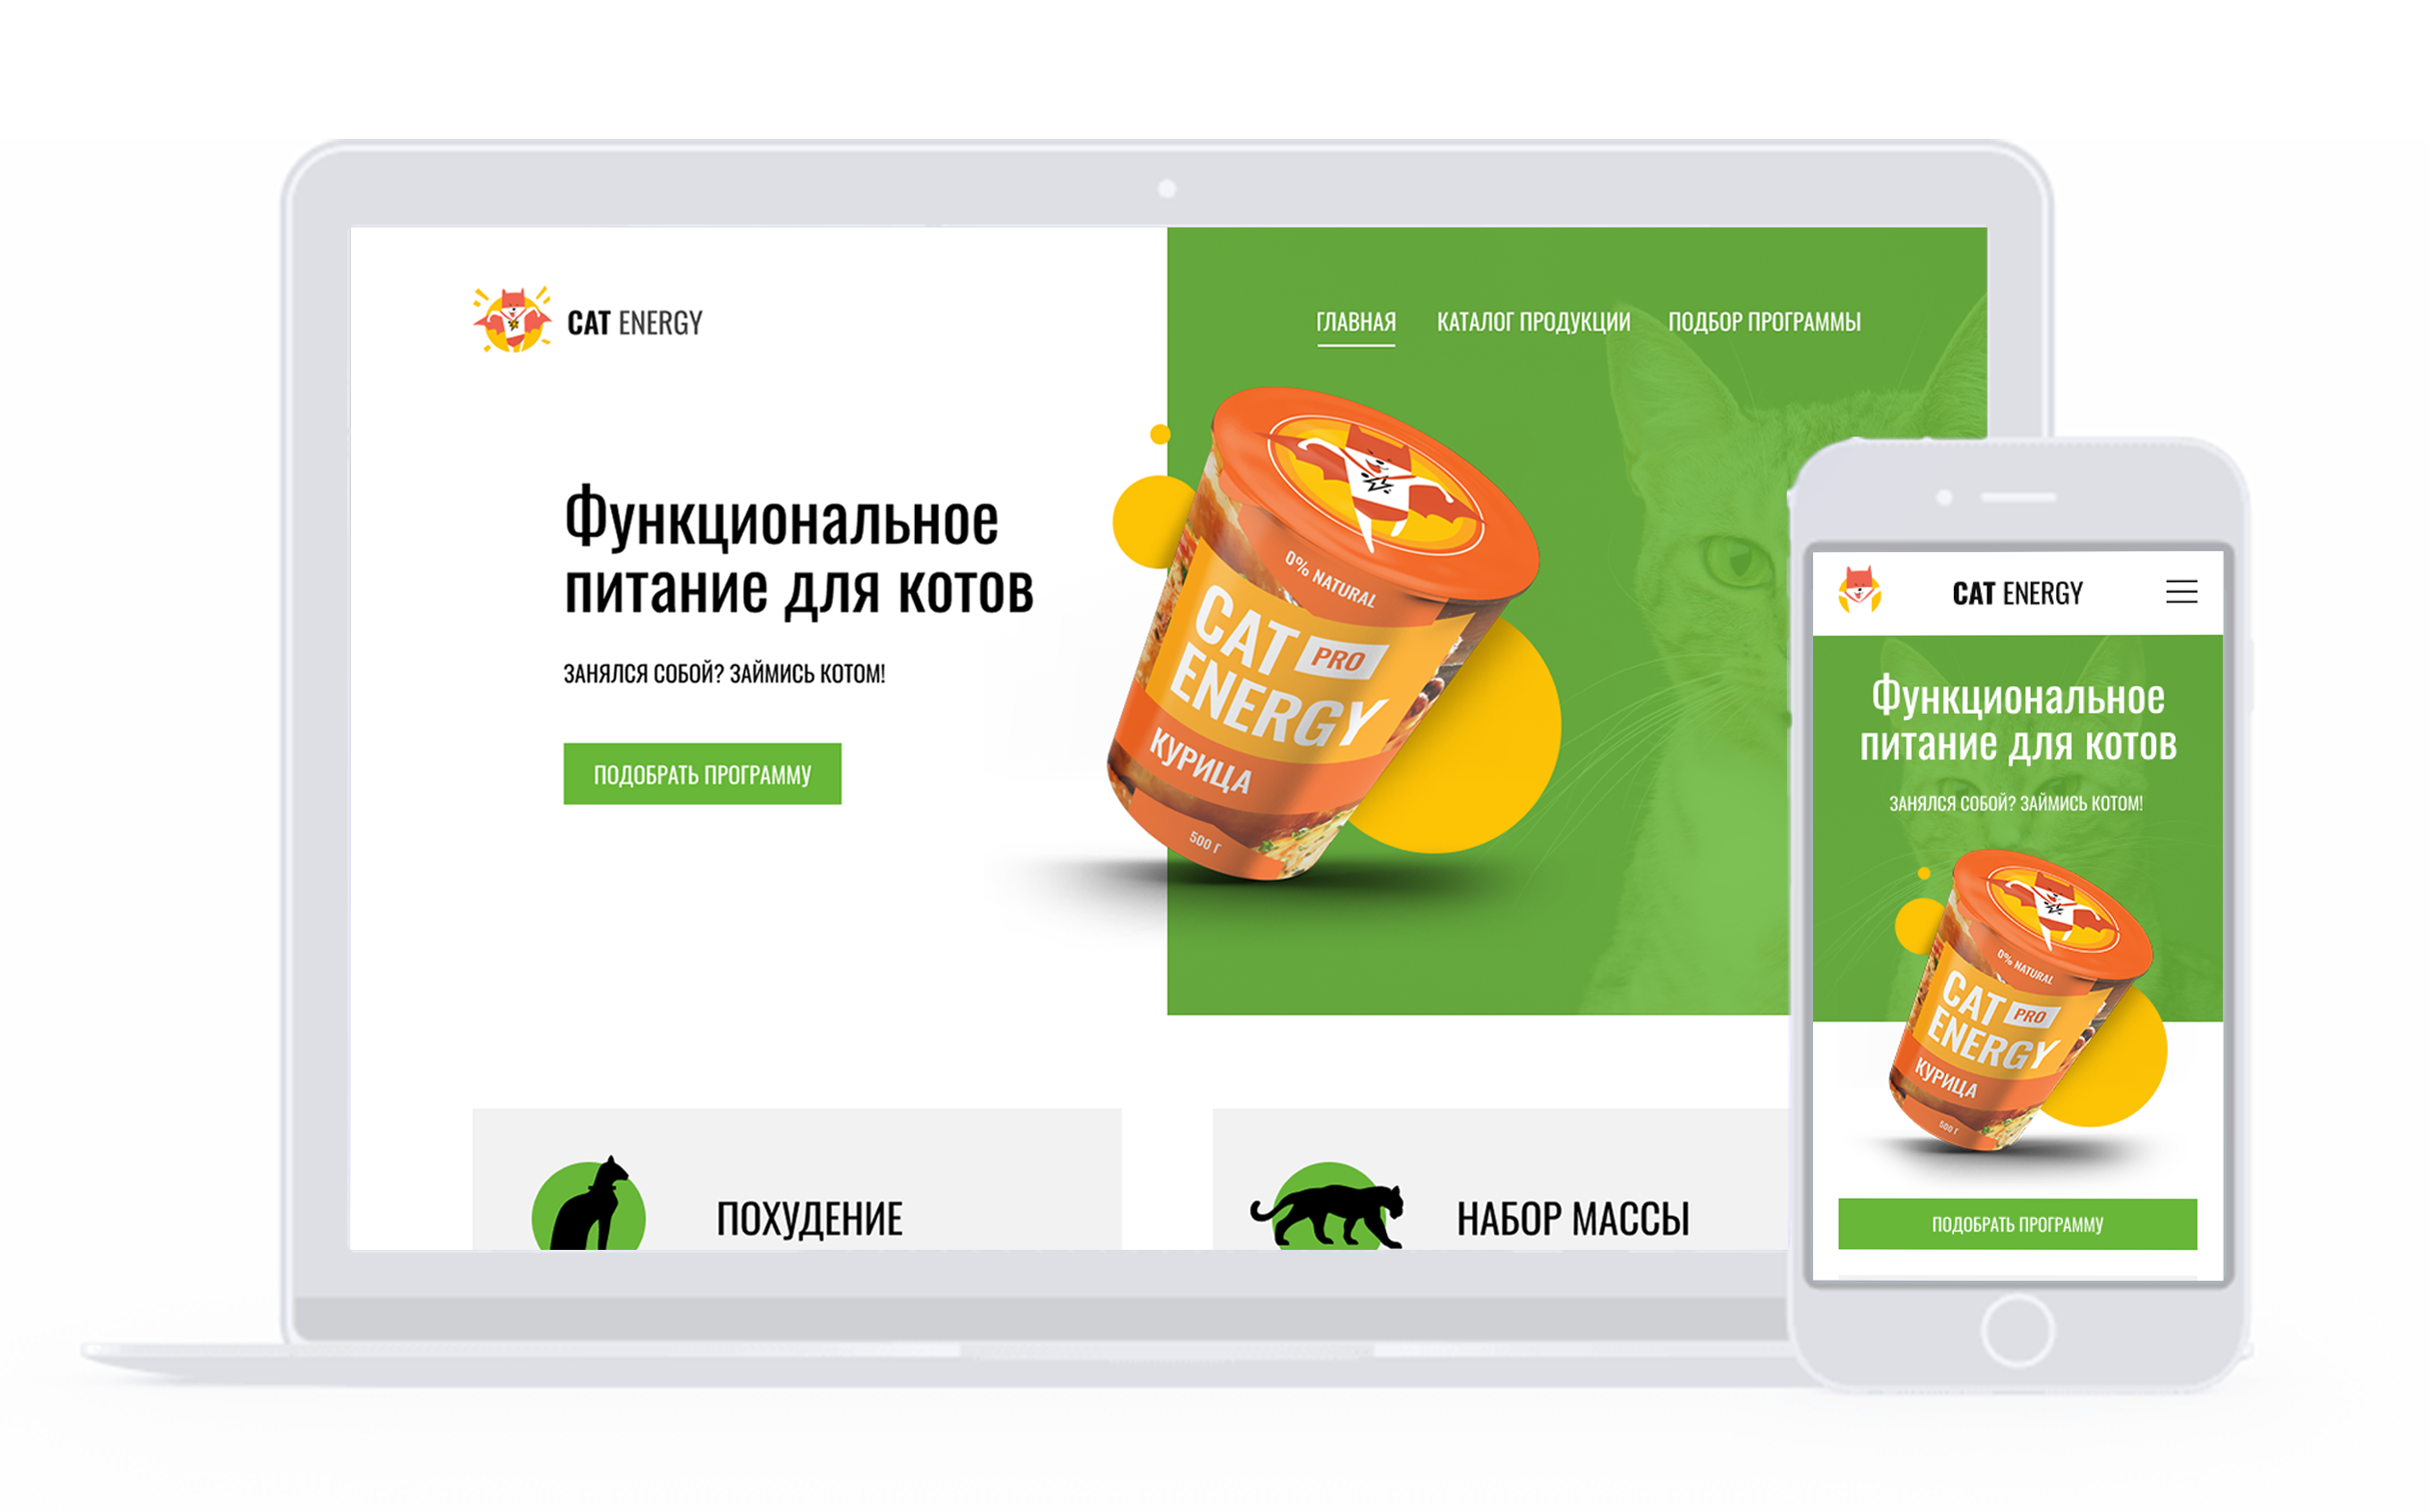 CAT ENERGY
ГЛАВНАЯ КАТАЛОГ ПРОДУКЦИИ ПОДБОР ПРОГРАММЫ
Функциональное
питание для котов
ЗАНЯЛСЯ СОБОЙ? ЗАЙМИСЬ КОТОМ!
ПОДОБРАТЬ ПРОГРАММУ
0% NATURAL
CAT PRO
ENERGY
КУРИЦА
500 Г
ПОХУДЕНИЕ
НАБОР МАССЫ
CAT ENERGY
Функциональное
питание для котов
ЗАНЯЛСЯ СОБОЙ? ЗАЙМИСЬ КОТОМ!
0% NATURAL
CAT PRO
ENERGY
КУРИЦА
500 Г
ПОДОБРАТЬ ПРОГРАММУ